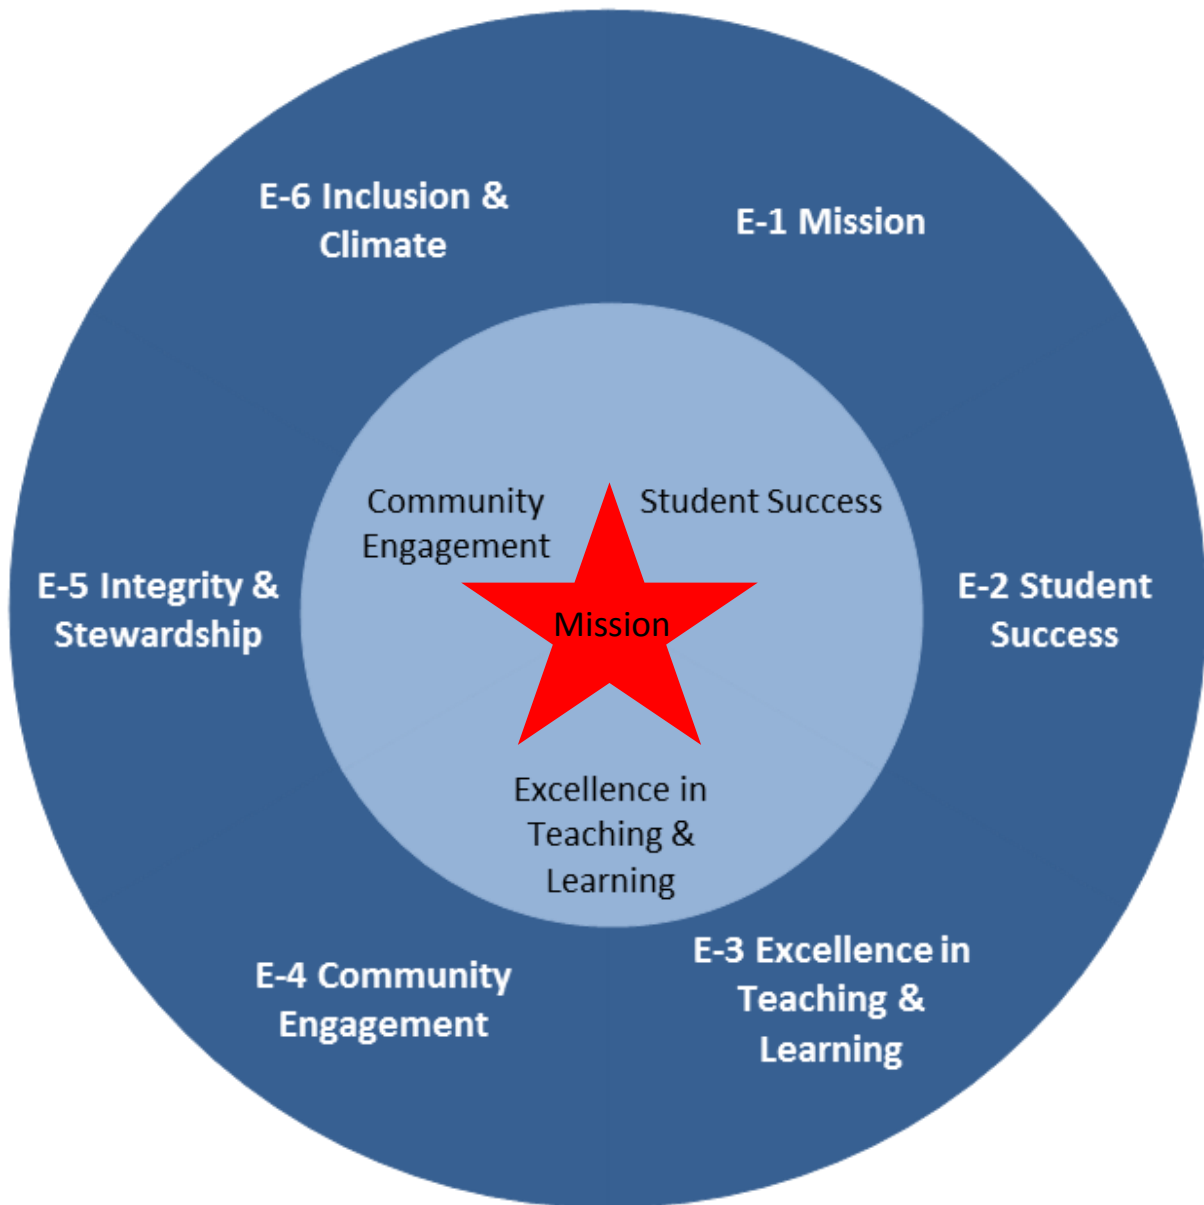 E-6 Inclusion &
Climate
E-1 Mission
Community
Engagement
Student Success
E-5 Integrity &
Stewardship
Mission
E-2 Student
Success
Excellence in
Teaching &
Learning
E-4 Community
Engagement
E-3 Excellence in
Teaching &
Learning